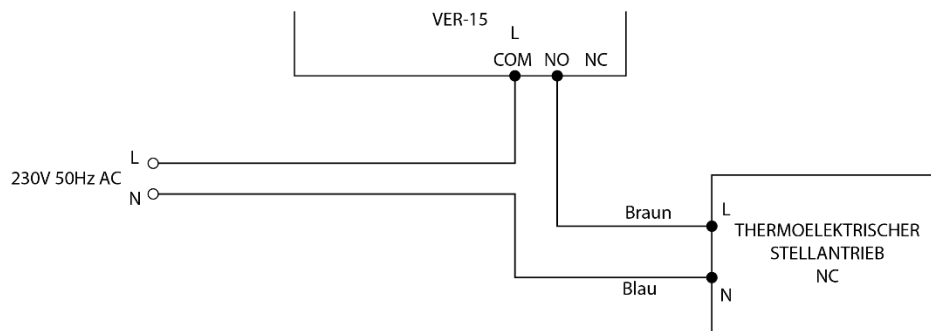 VER-15
L
COM NO NC
L
230V 50Hz AC
N
Braun
L
THERMOELEKTRISCHER
STELLANTRIEB
NC
Blau
N